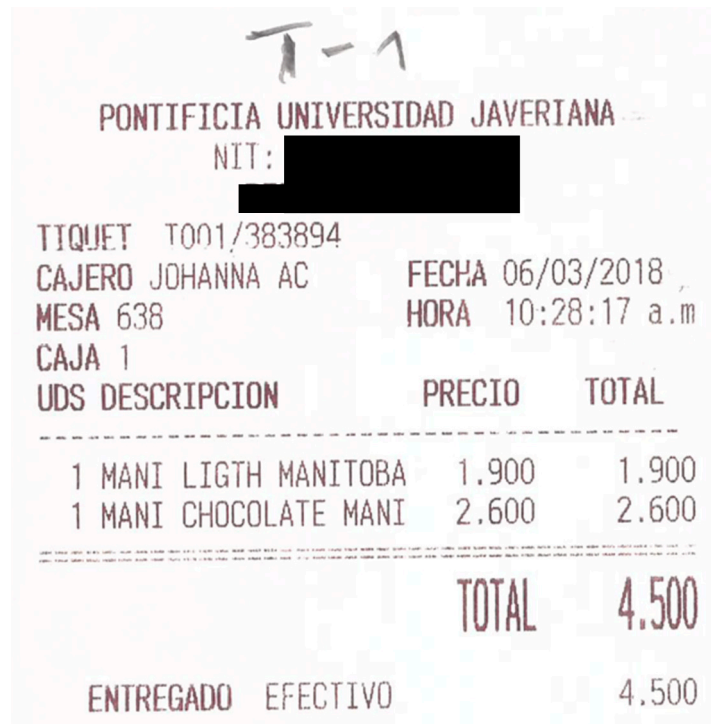 T-1
PONTIFICIA UNIVERSIDAD JAVERIANA
NIT:
TIQUET T001/383894
CAJERO JOHANNA AC FECHA 06/03/2018
MESA 638 HORA 10:28:17 a.m
CAJA 1
UDS DESCRIPCION PRECIO TOTAL
1 MANI LIGTH MANITOBA 1.900 1.900
1 MANI CHOCOLATE MANI 2.600 2.600
TOTAL 4.500
ENTREGADO EFECTIVO 4.500